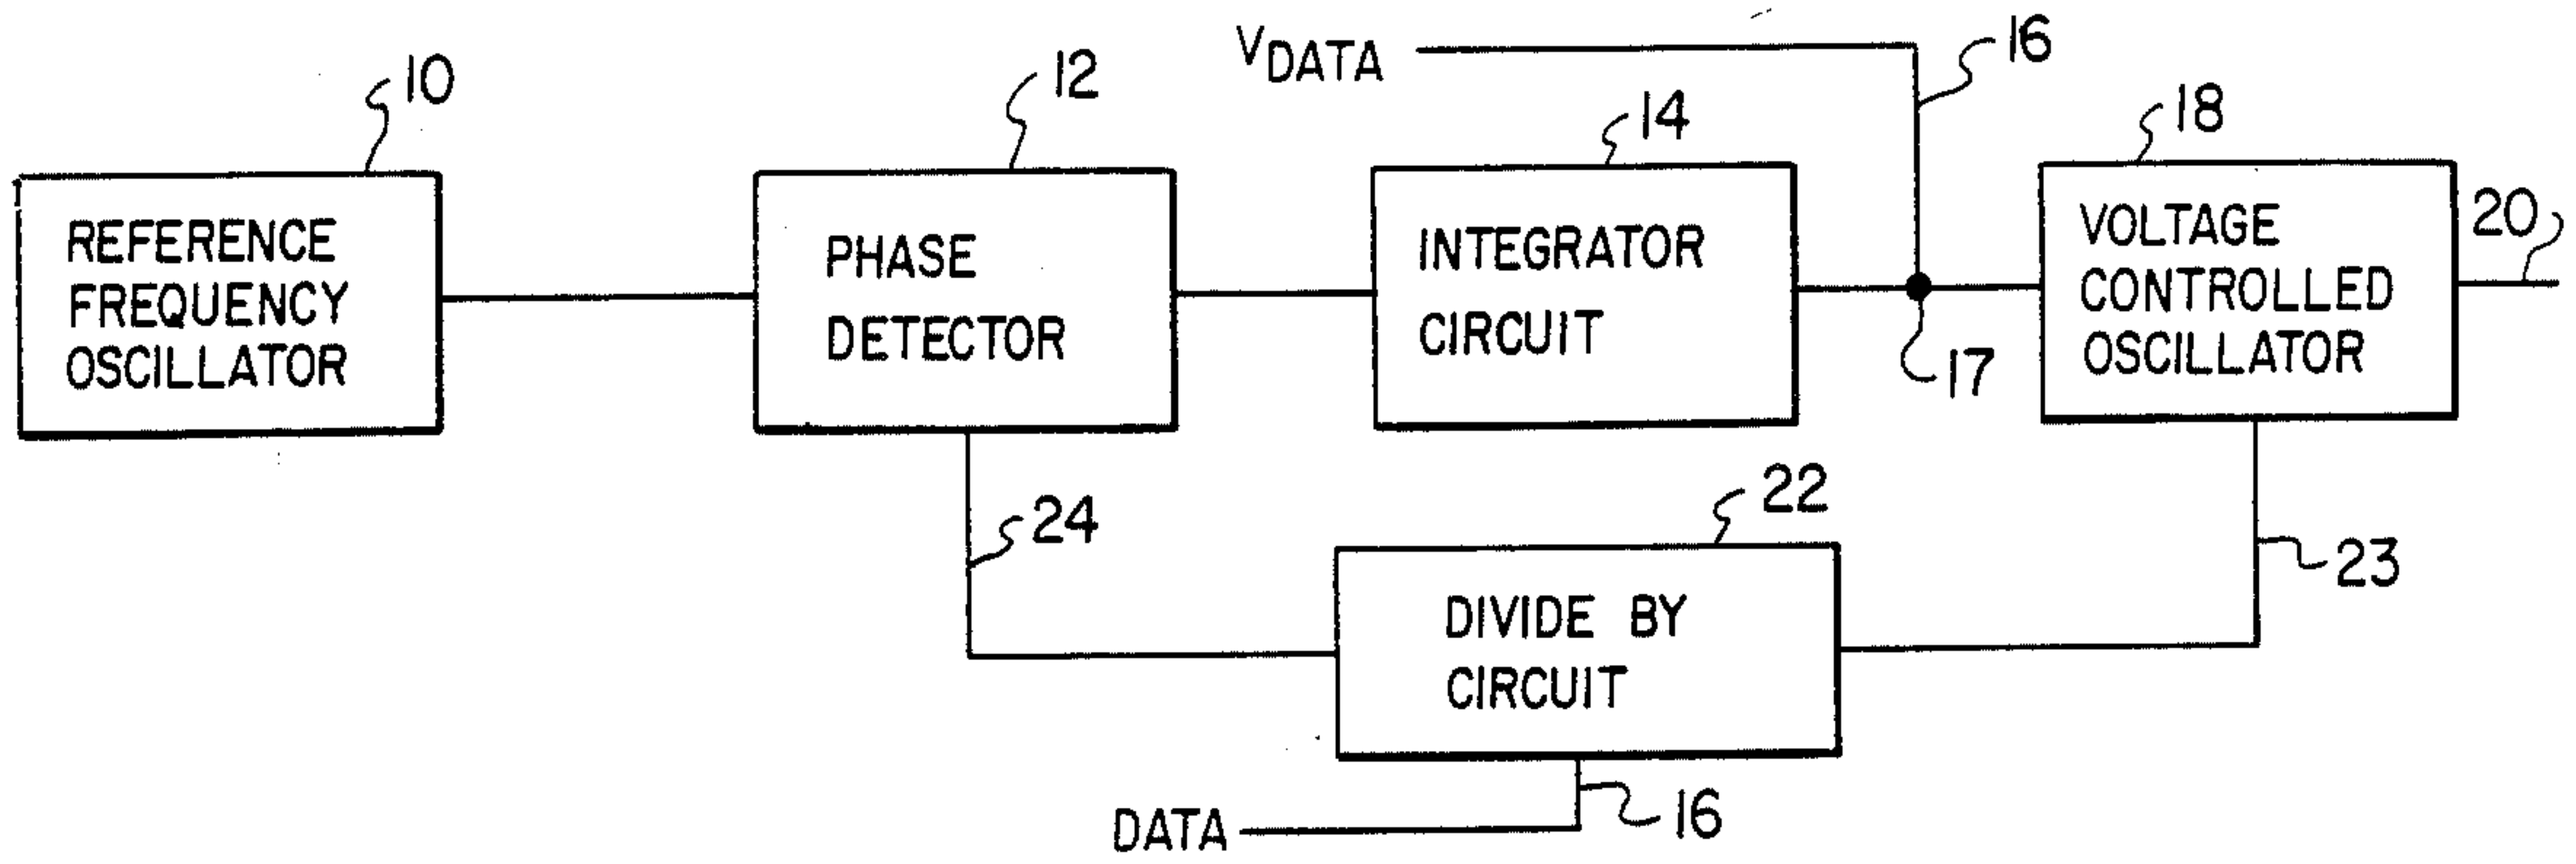 VDATA
16
10
12
14
18
REFERENCE
FREQUENCY
OSCILLATOR
PHASE
DETECTOR
INTEGRATOR
CIRCUIT
17
VOLTAGE
CONTROLLED
OSCILLATOR
20
24
22
23
DIVIDE BY
CIRCUIT
DATA
16